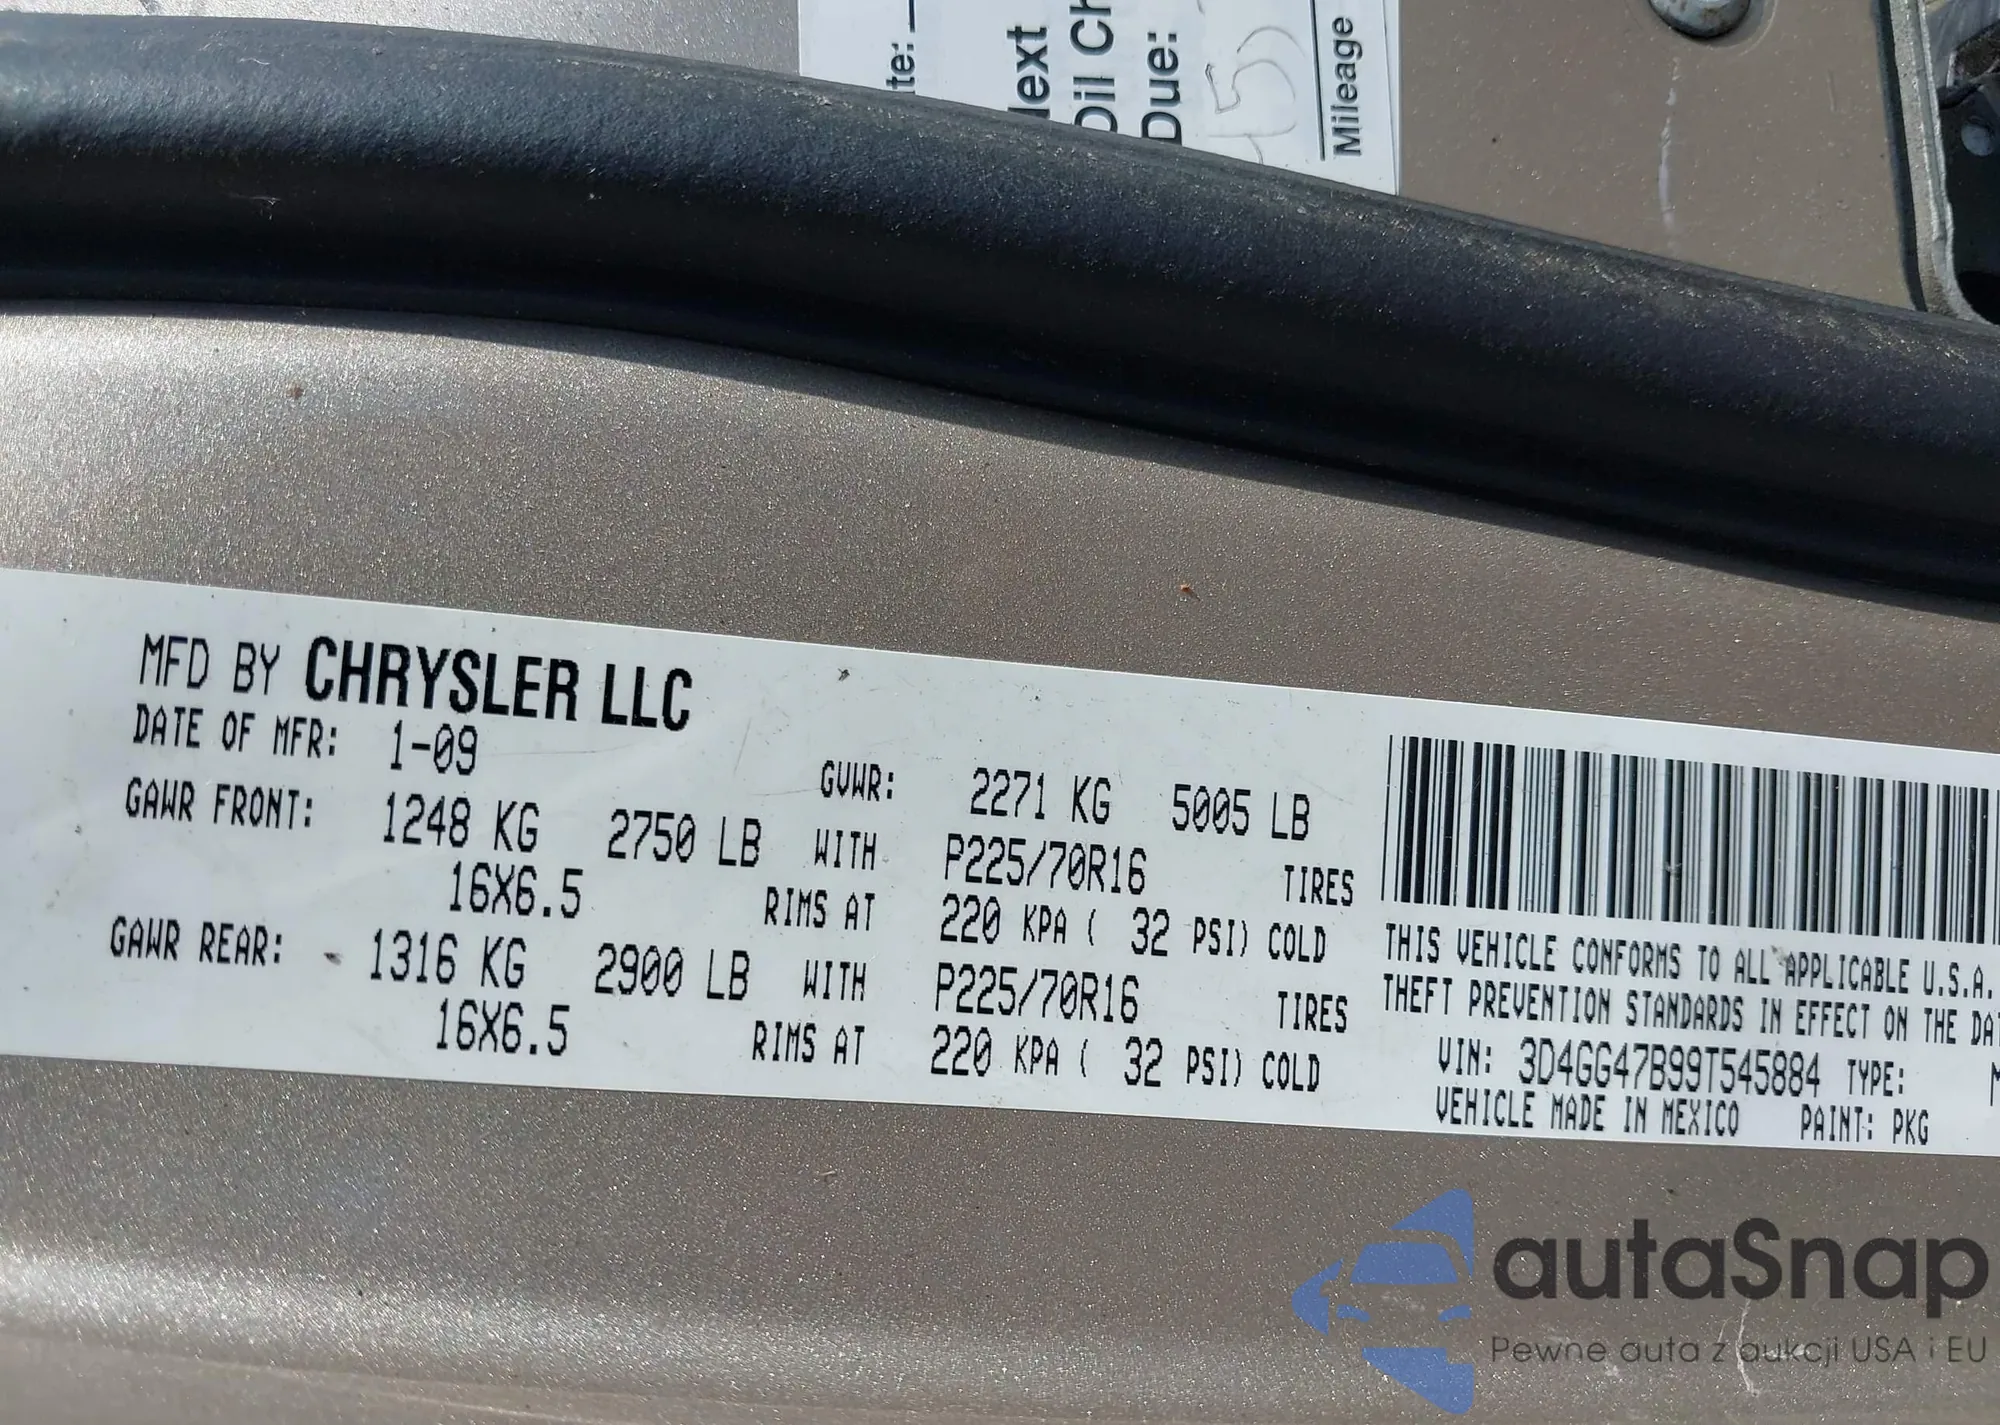 Next
Oil Ch
Due:
Mileage
MFD BY CHRYSLER LLC
DATE OF MFR: 1-09 GVWR: 2271 KG 5005 LB
GAWR FRONT: 1248 KG 2750 LB WITH P225/70R16 TIRES
16X6.5 RIMS AT 220 KPA ( 32 PSI) COLD
GAWR REAR: 1316 KG 2900 LB WITH P225/70R16 TIRES
16X6.5 RIMS AT 220 KPA ( 32 PSI) COLD
THIS VEHICLE CONFORMS TO ALL APPLICABLE U.S.A.
THEFT PREVENTION STANDARDS IN EFFECT ON THE DAT
VIN: 3D4GG47B99T545884 TYPE: M
VEHICLE MADE IN MEXICO PAINT: PKG
autaSnap
Pewne auta z aukcji USA i EU